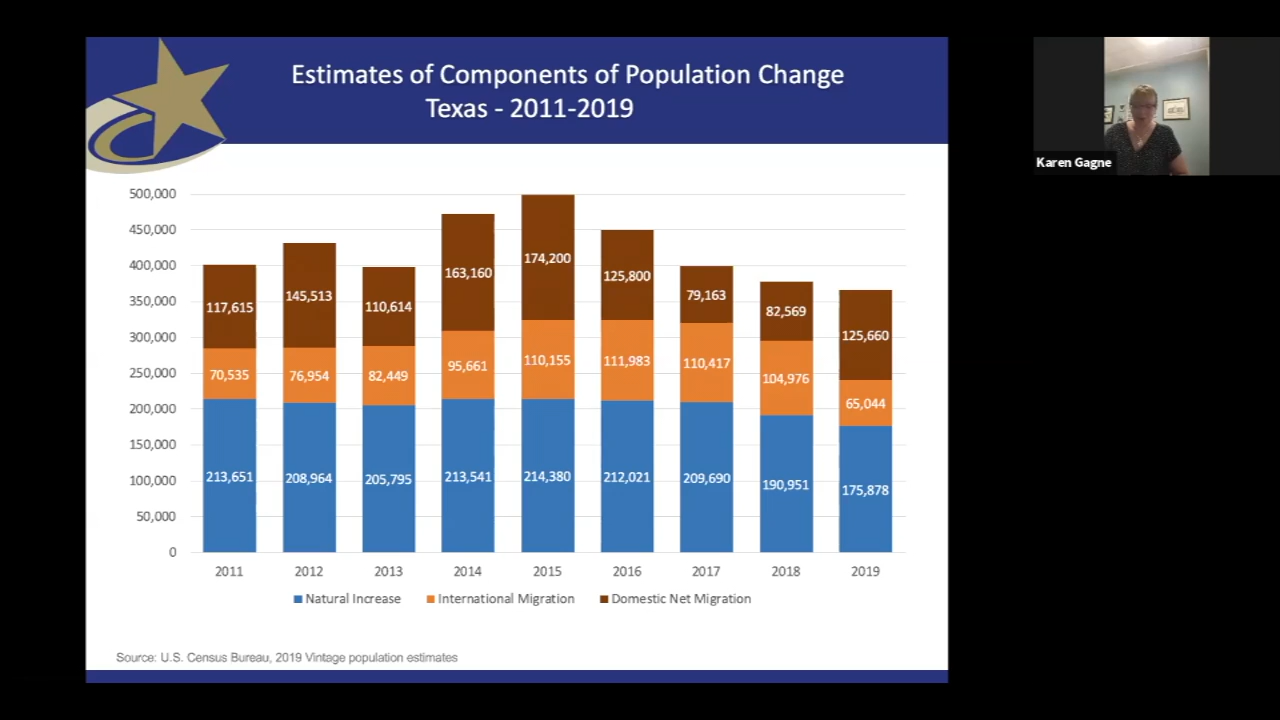 Estimates of Components of Population Change
Texas - 2011-2019
Karen Gagne
500,000
450,000
400,000
350,000
300,000
250,000
200,000
150,000
100,000
50,000
0
117,615 145,513 110,614 163,160 174,200 125,800 79,163 82,569 125,660
70,535 76,954 82,449 95,661 110,155 111,983 110,417 104,976 65,044
213,651 208,964 205,795 213,541 214,380 212,021 209,690 190,951 175,878
2011 2012 2013 2014 2015 2016 2017 2018 2019
Natural Increase International Migration Domestic Net Migration
Source: U.S. Census Bureau, 2019 Vintage population estimates